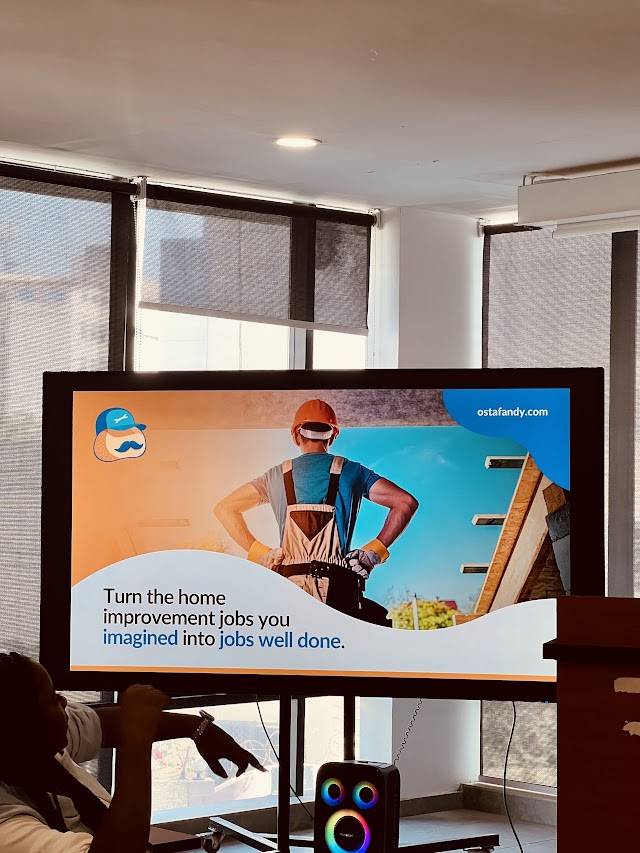 ostafandy.com
Turn the home
improvement jobs you
imagined into jobs well done.